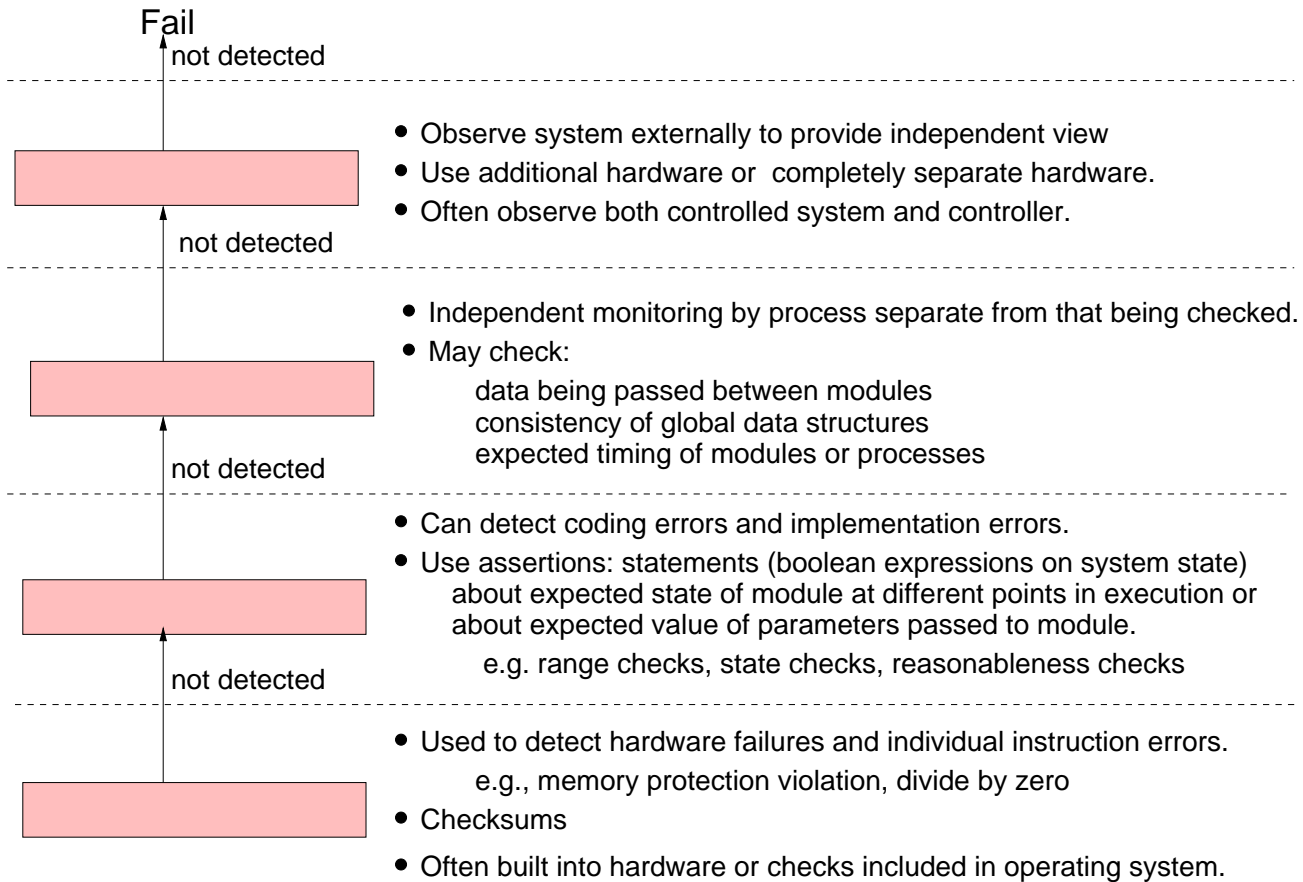 Fail
not detected
• Observe system externally to provide independent view
• Use additional hardware or completely separate hardware.
• Often observe both controlled system and controller.
not detected
• Independent monitoring by process separate from that being checked.
• May check:
data being passed between modules
consistency of global data structures
expected timing of modules or processes
not detected
• Can detect coding errors and implementation errors.
• Use assertions: statements (boolean expressions on system state)
about expected state of module at different points in execution or
about expected value of parameters passed to module.
e.g. range checks, state checks, reasonableness checks
not detected
• Used to detect hardware failures and individual instruction errors.
e.g., memory protection violation, divide by zero
• Checksums
• Often built into hardware or checks included in operating system.